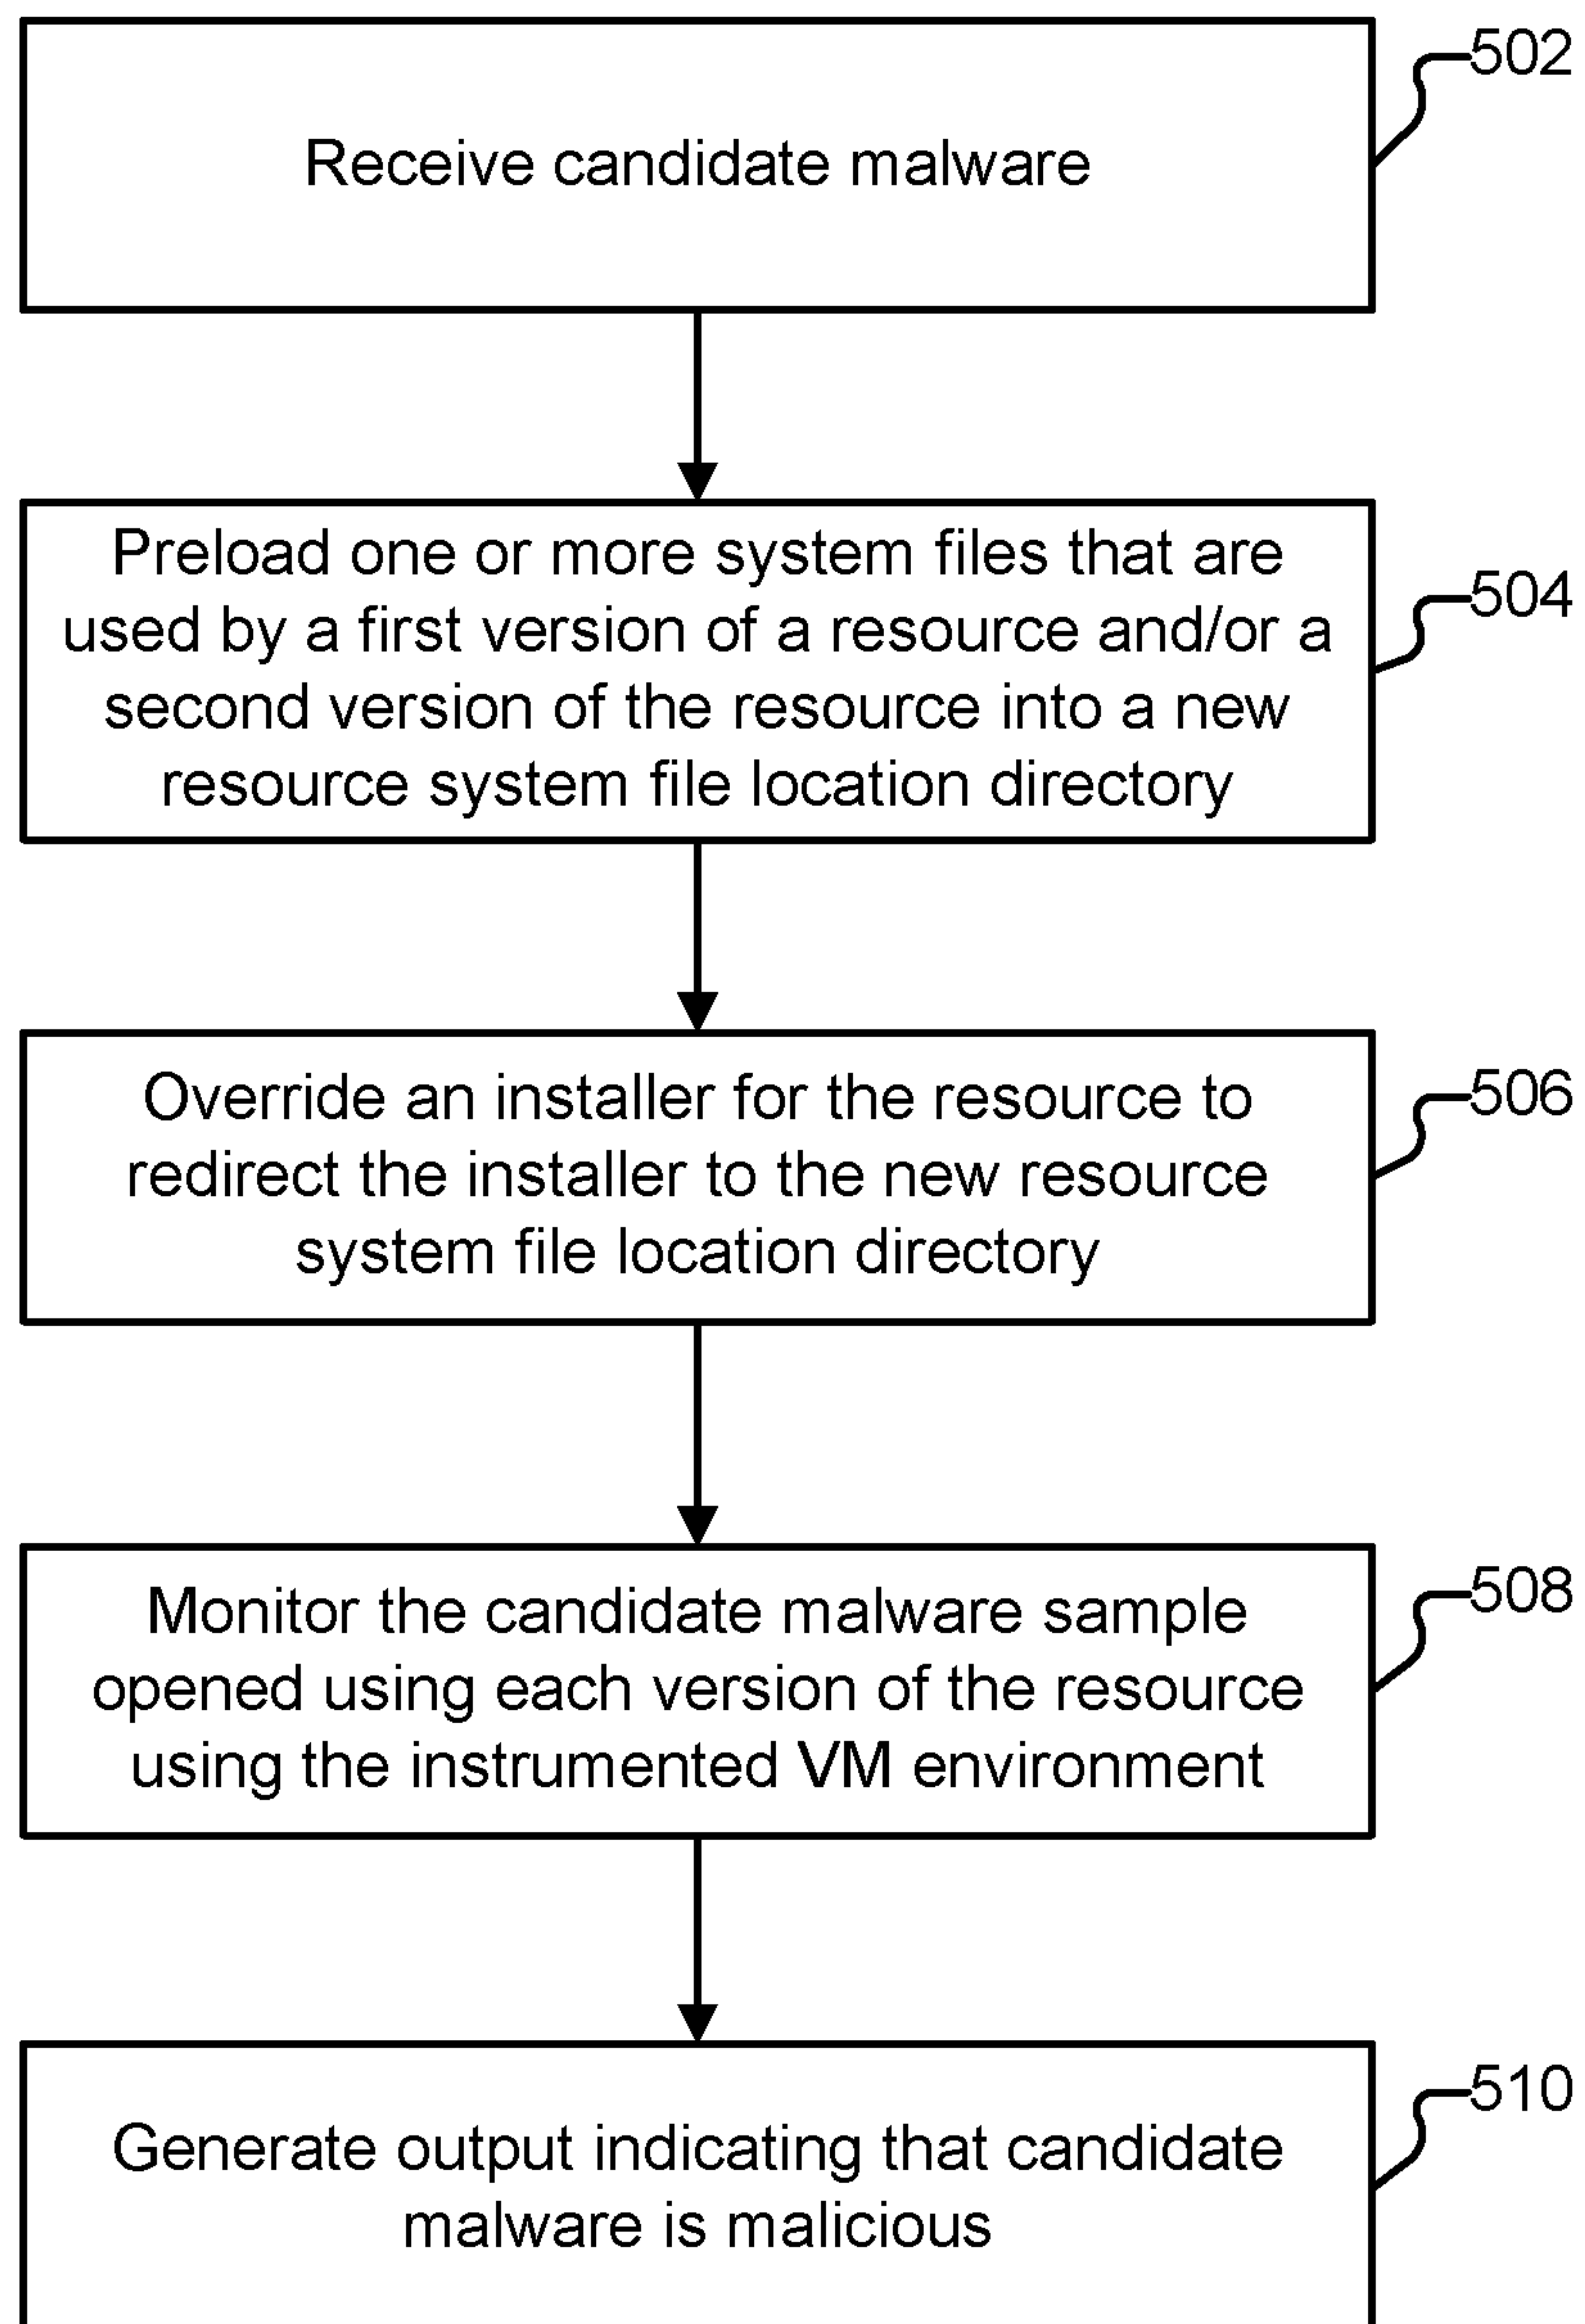 Receive candidate malware
502
Preload one or more system files that are
used by a first version of a resource and/or a
second version of the resource into a new
resource system file location directory
504
Override an installer for the resource to
redirect the installer to the new resource
system file location directory
506
Monitor the candidate malware sample
opened using each version of the resource
using the instrumented VM environment
508
Generate output indicating that candidate
malware is malicious
510